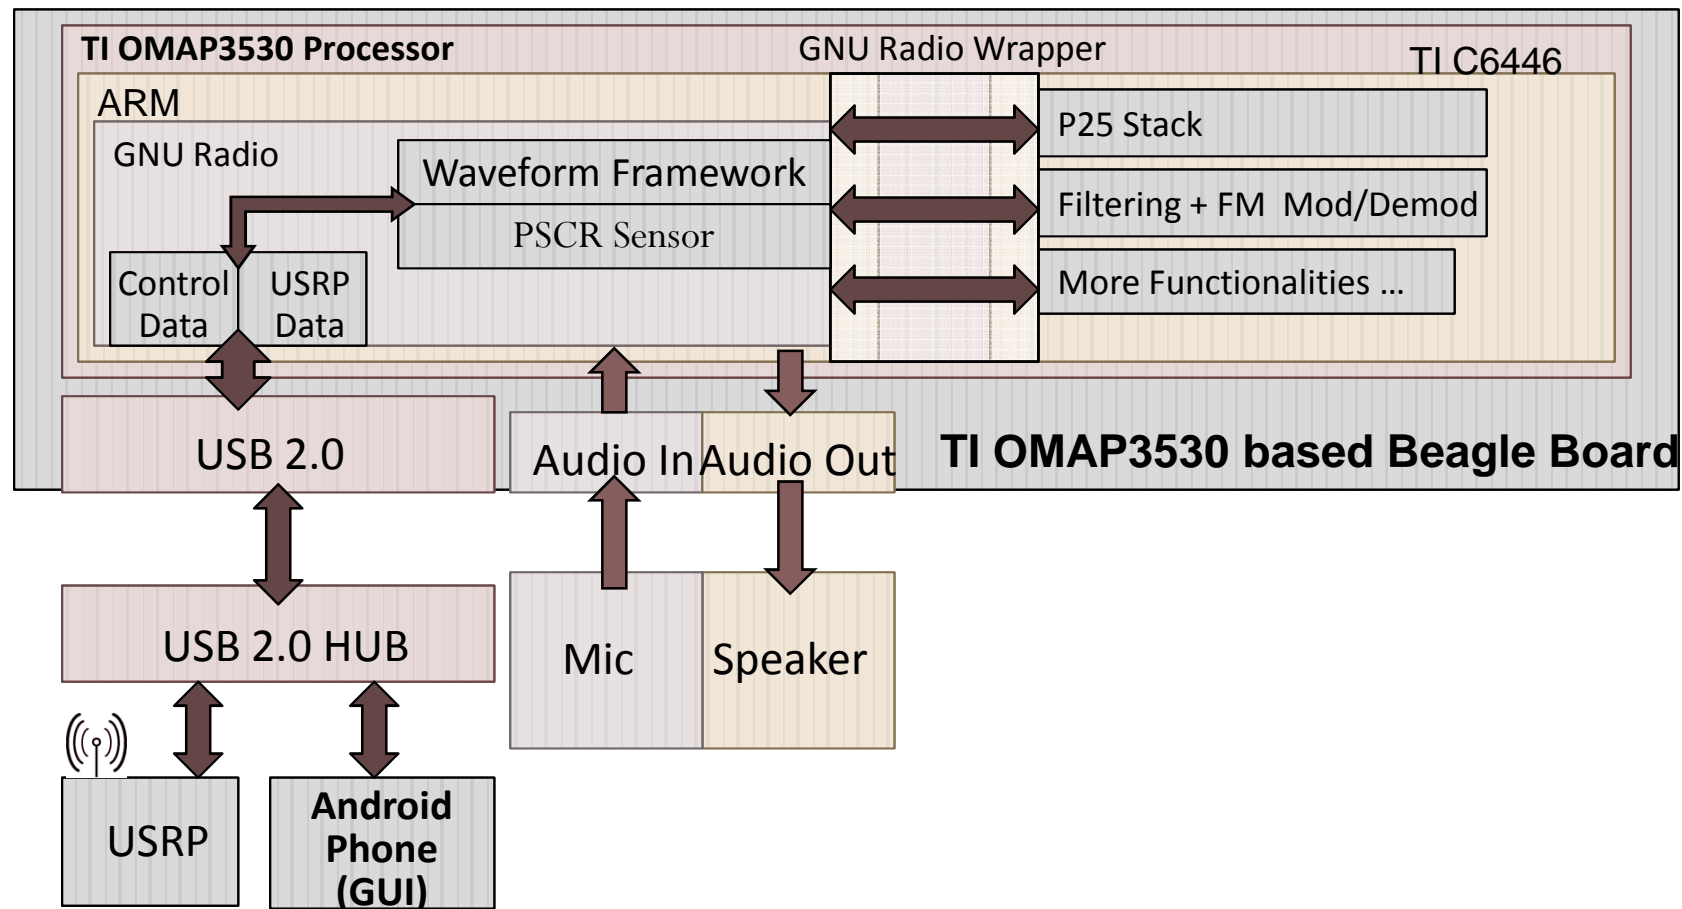 TI OMAP3530 Processor
GNU Radio Wrapper
TI C6446
ARM
GNU Radio
Waveform Framework
PSCR Sensor
Control
Data
USRP
Data
P25 Stack
Filtering + FM Mod/Demod
More Functionalities ...
USB 2.0
Audio In
Audio Out
TI OMAP3530 based Beagle Board
USB 2.0 HUB
Mic
Speaker
USRP
Android
Phone
(GUI)